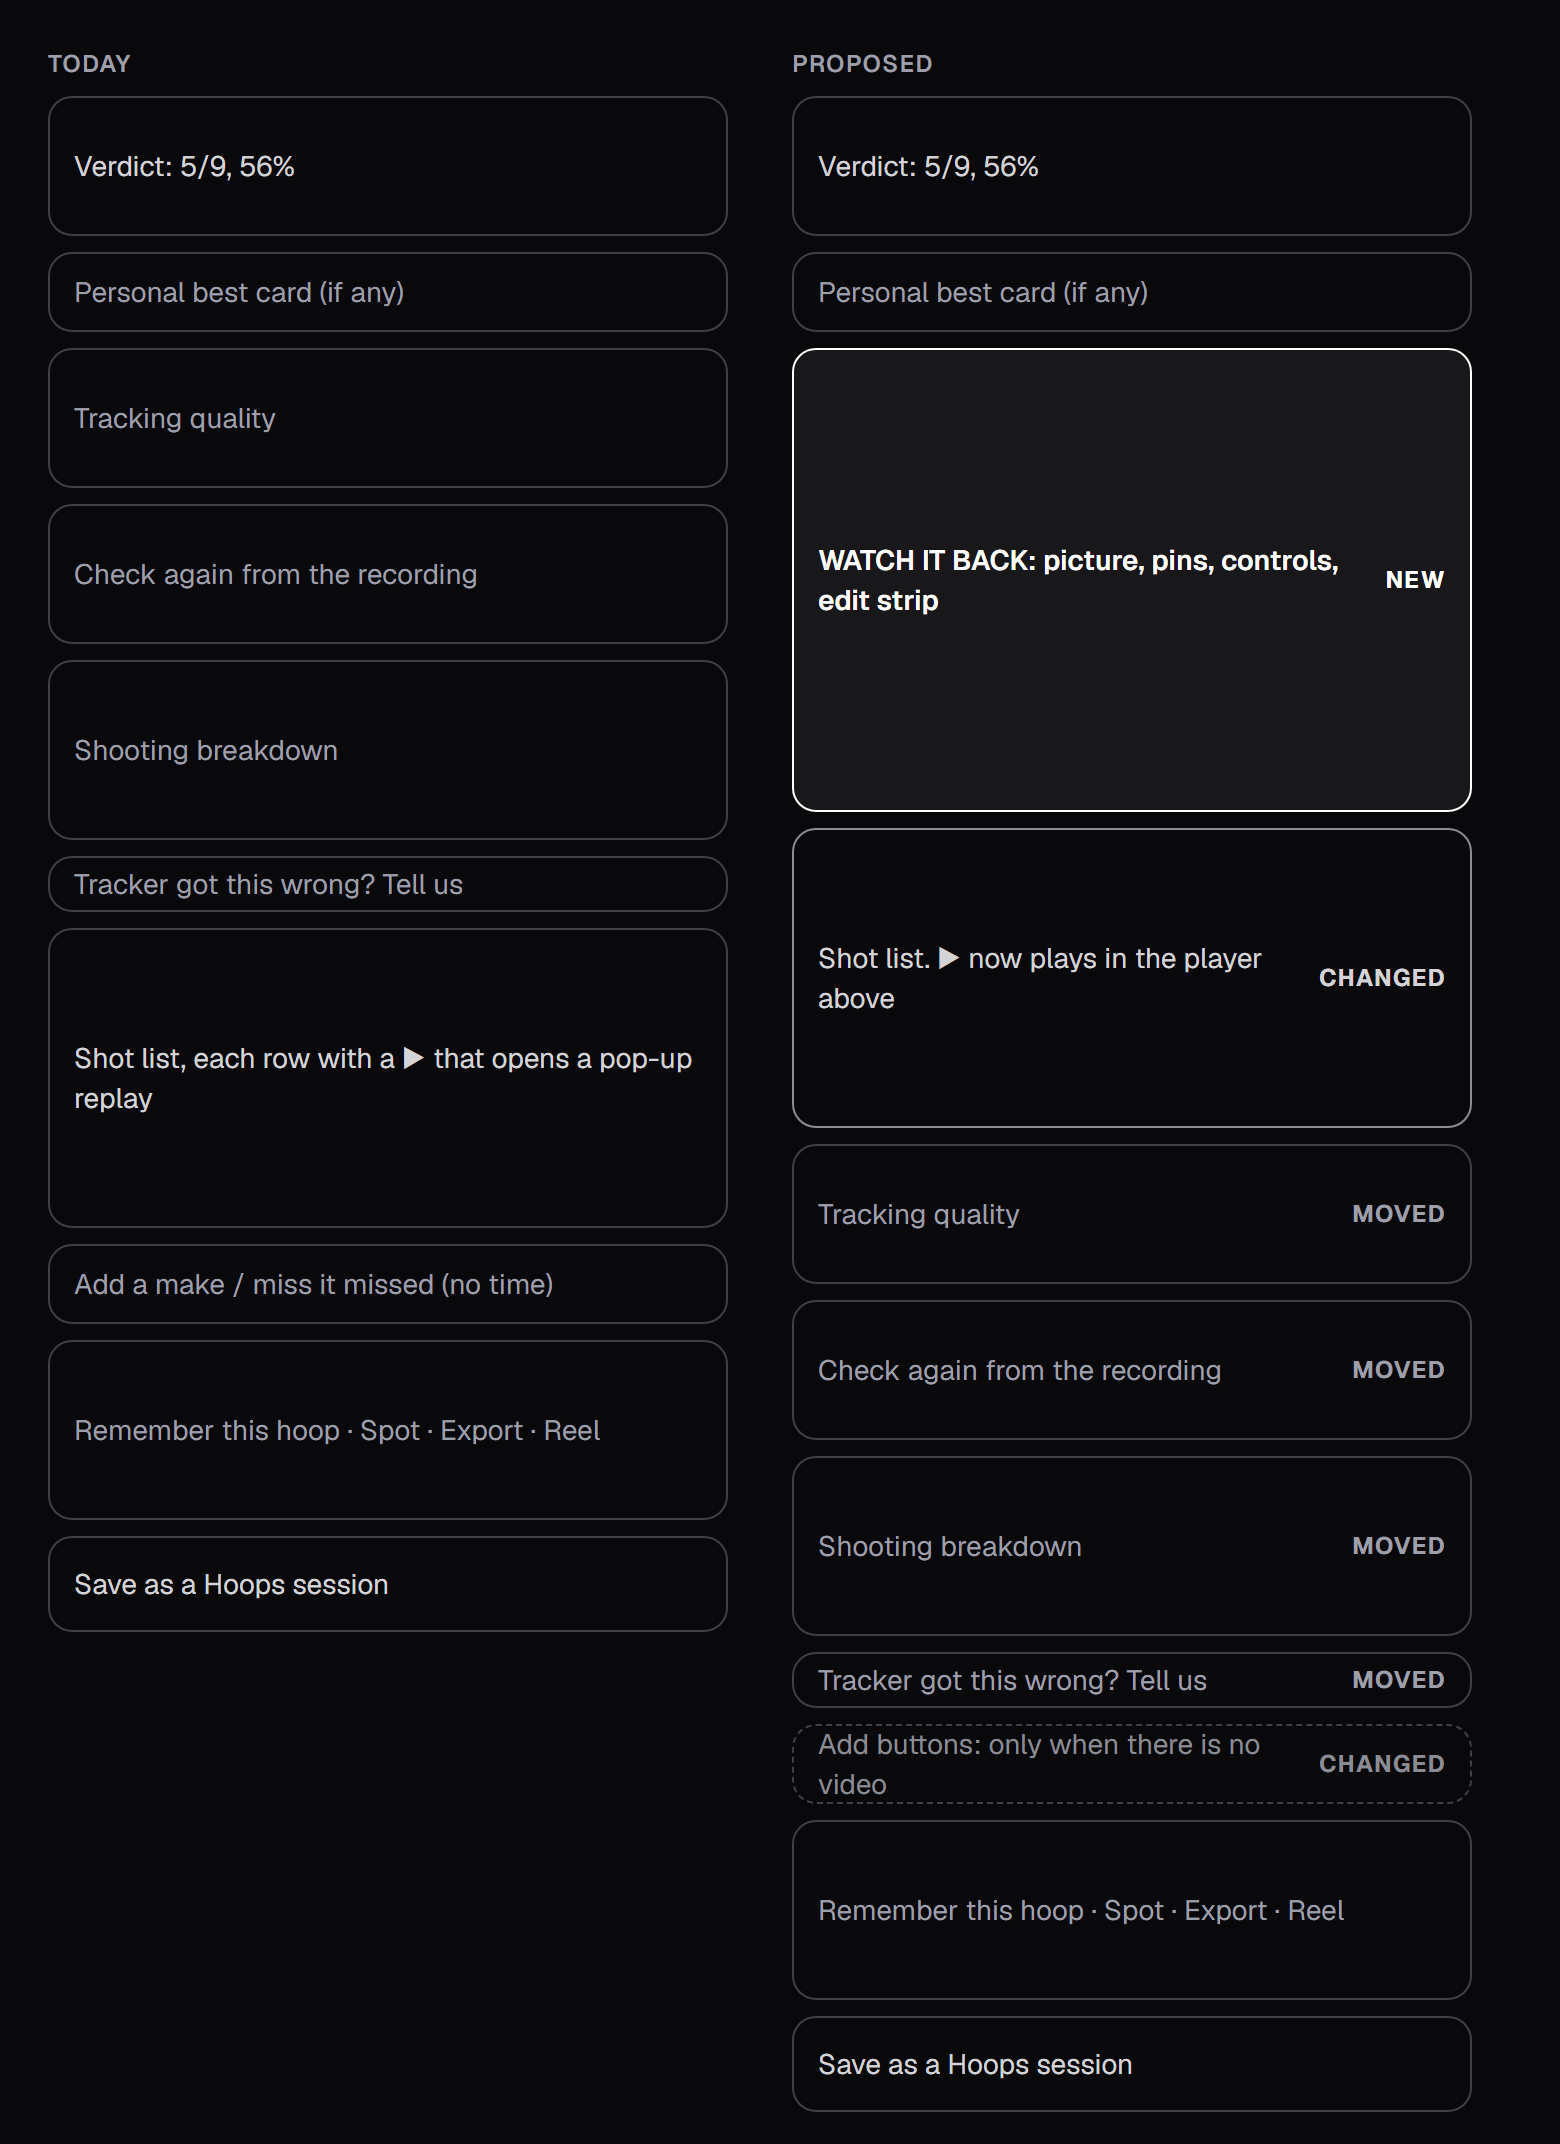 TODAY
Verdict: 5/9, 56%
Personal best card (if any)
Tracking quality
Check again from the recording
Shooting breakdown
Tracker got this wrong? Tell us
Shot list, each row with a ▶ that opens a pop-up
replay
Add a make / miss it missed (no time)
Remember this hoop · Spot · Export · Reel
Save as a Hoops session
PROPOSED
Verdict: 5/9, 56%
Personal best card (if any)
WATCH IT BACK: picture, pins, controls,
edit strip
NEW
Shot list. ▶ now plays in the player
above
CHANGED
Tracking quality
MOVED
Check again from the recording
MOVED
Shooting breakdown
MOVED
Tracker got this wrong? Tell us
MOVED
Add buttons: only when there is no
video
CHANGED
Remember this hoop · Spot · Export · Reel
Save as a Hoops session